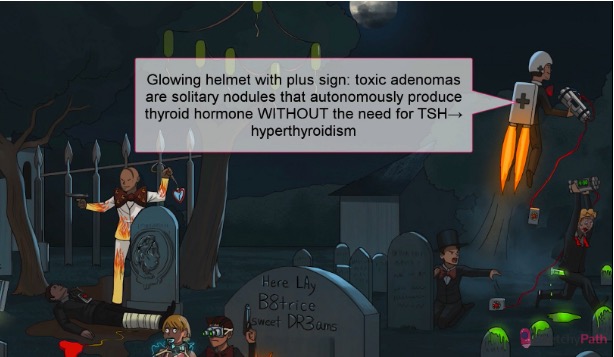 Glowing helmet with plus sign: toxic adenomas
are solitary nodules that autonomously produce
thyroid hormone WITHOUT the need for TSH→
hyperthyroidism
Here LAy
B8trice
sweet DR3ams
etchyPath